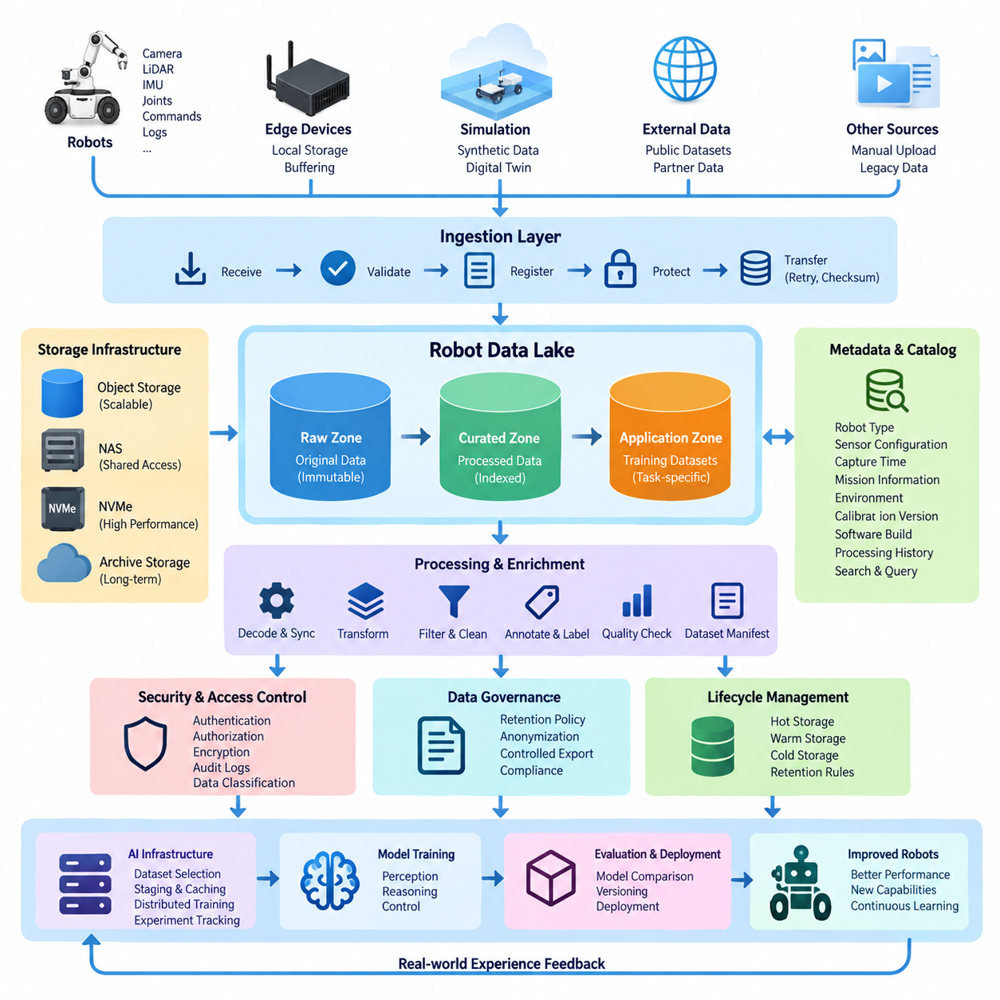 Camera
LiDAR
IMU
Joints
Commands
Logs
...
Robots
Edge Devices
Local Storage
Buffering
Simulation
Synthetic Data
Digital Twin
External Data
Public Datasets
Partner Data
Other Sources
Manual Upload
Legacy Data
Ingestion Layer
Receive
Validate
Register
Protect
Transfer
(Retry, Checksum)
Storage Infrastructure
Object Storage
(Scalable)
NAS
(Shared Access)
NVMe
NVMe
(High Performance)
Archive Storage
(Long-term)
Robot Data Lake
Raw Zone
Original Data
(Immutable)
Curated Zone
Processed Data
(Indexed)
Application Zone
Training Datasets
(Task-specific)
Metadata & Catalog
Robot Type
Sensor Configuration
Capture Time
Mission Information
Environment
Calibrat ion Version
Software Build
Processing History
Search & Query
Processing & Enrichment
Decode & Sync
Transform
Filter & Clean
Annotate & Label
Quality Check
Dataset Manifest
Security & Access Control
Authentication
Authorization
Encryption
Audit Logs
Data Classification
Data Governance
Retention Policy
Anonymization
Controlled Export
Compliance
Lifecycle Management
Hot Storage
Warm Storage
Cold Storage
Retention Rules
AI Infrastructure
Dataset Selection
Staging & Caching
Distributed Training
Experiment Tracking
Model Training
Perception
Reasoning
Control
Evaluation & Deployment
Model Comparison
Versioning
Deployment
Improved Robots
Better Performance
New Capabilities
Continuous Learning
Real-world Experience Feedback